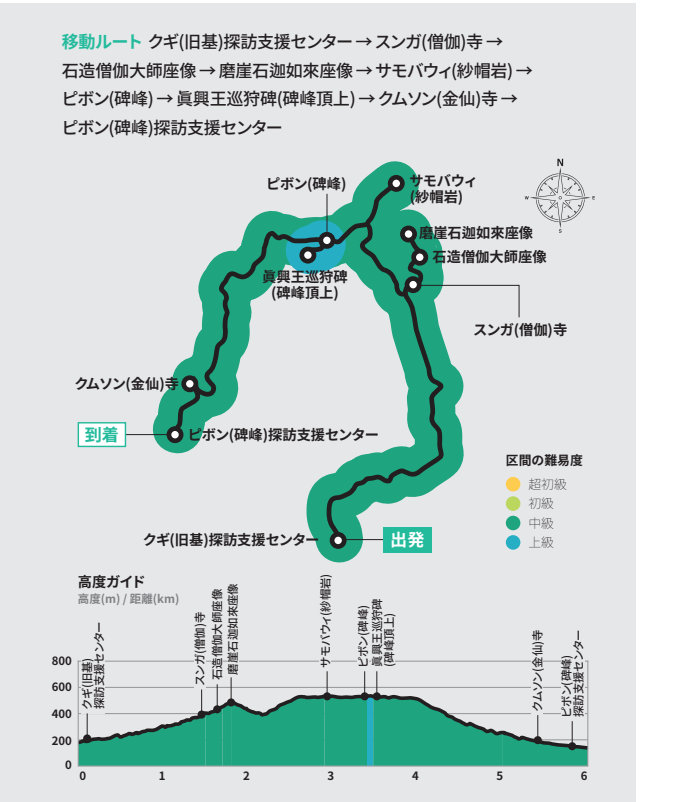 移動ルート クギ(旧基)探訪支援センター → スンガ(僧伽)寺 →
石造僧伽大師座像 → 磨崖石迦如來座像 → サモバウィ(紗帽岩) →
ピボン(碑峰) → 眞興王巡狩碑(碑峰頂上) → クムソン(金仙)寺 →
ピボン(碑峰)探訪支援センター
N
W
E
S
ピボン(碑峰)
サモバウィ
(紗帽岩)
磨崖石迦如來座像
石造僧伽大師座像
眞興王巡狩碑
(碑峰頂上)
スンガ(僧伽)寺
クムソン(金仙)寺
到着
ピボン(碑峰)探訪支援センター
区間の難易度
超初級
初級
中級
上級
クギ(旧基)探訪支援センター
出発
高度ガイド
高度(m) / 距離(km)
クギ(旧基)
探訪支援センター
スンガ(僧伽)寺
石造僧伽大師座像
磨崖石迦如來座像
サモバウィ(紗帽岩)
ピボン(碑峰)
眞興王巡狩碑
(碑峰頂上)
クムソン(金仙)寺
ピボン(碑峰)
探訪支援センター
800
600
400
200
0
0 1 2 3 4 5 6